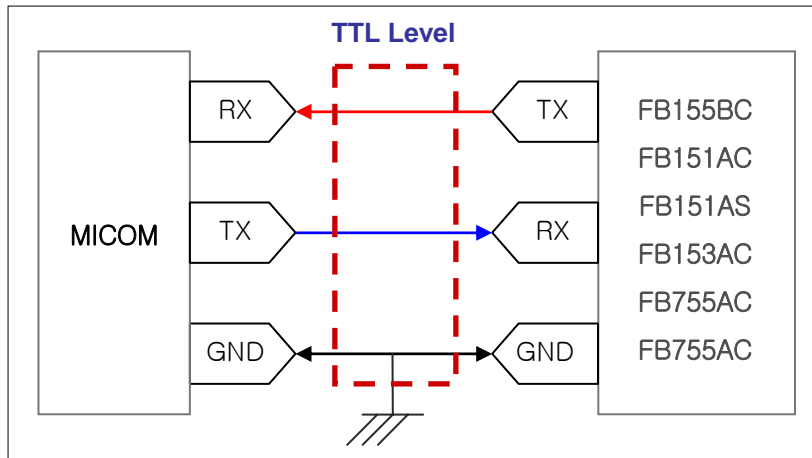 TTL Level
RX
TX
MICOM
TX
RX
GND
GND
FB155BC
FB151AC
FB151AS
FB153AC
FB755AC
FB755AC